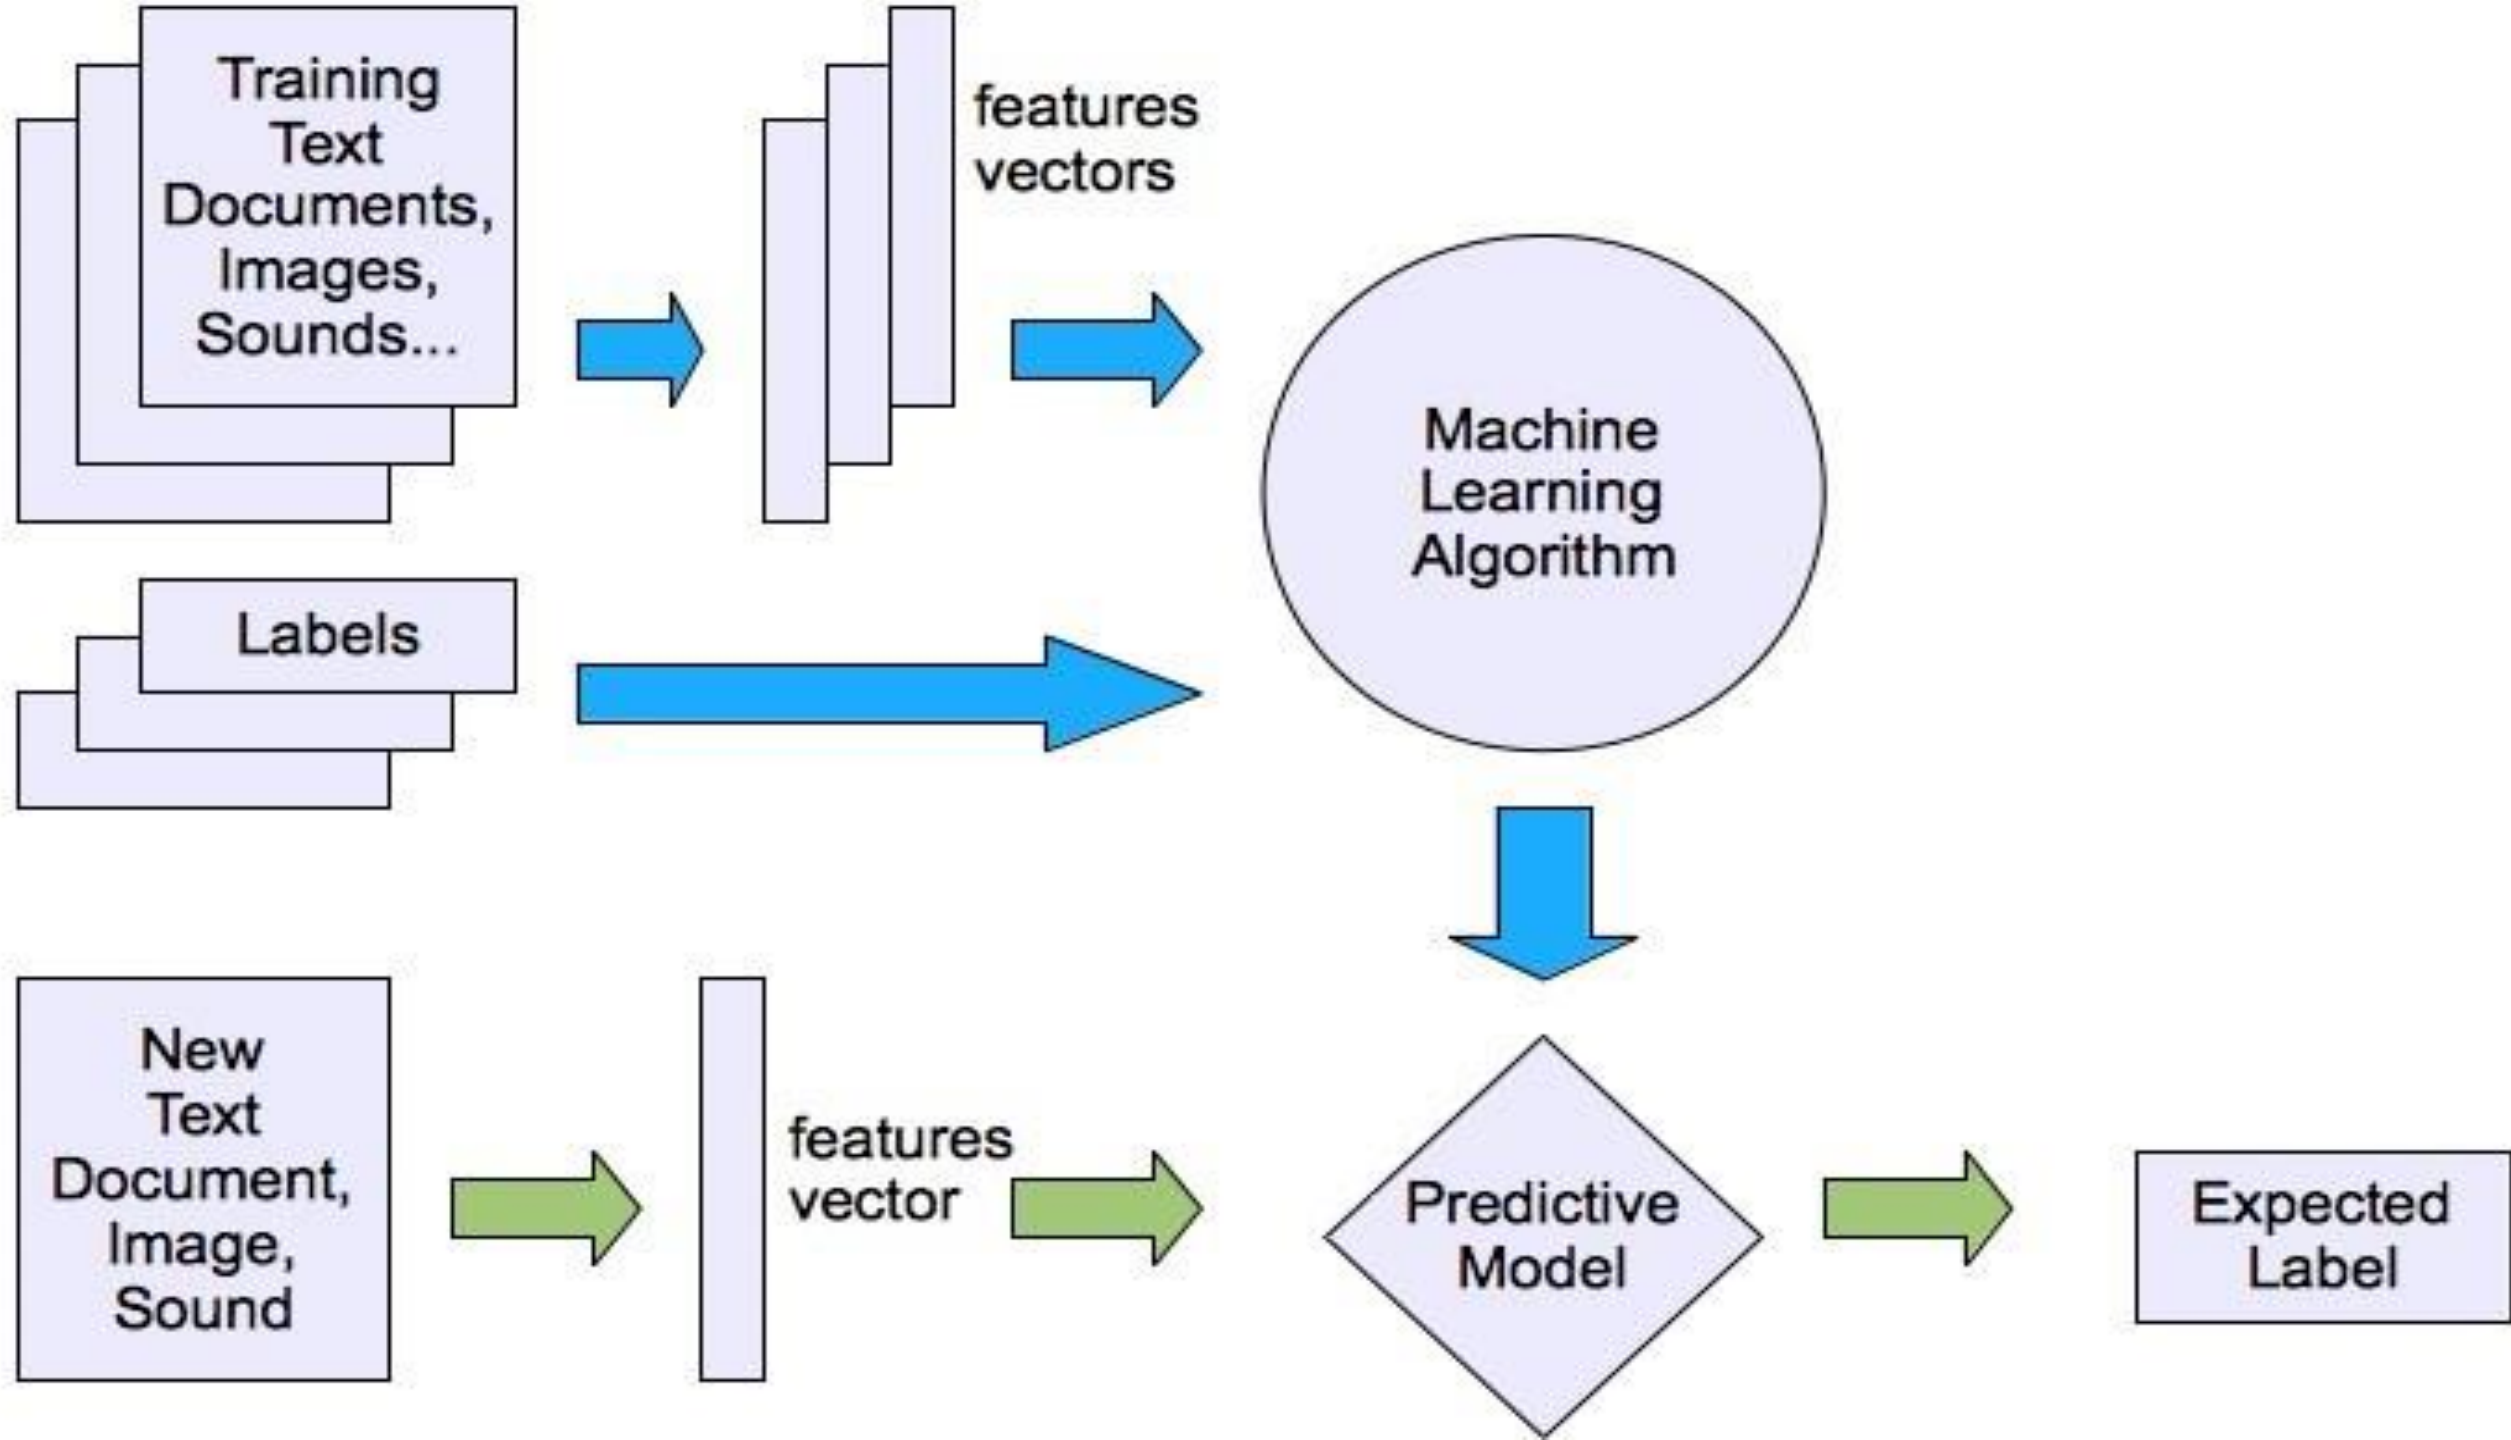 Training
Text
Documents,
Images,
Sounds...
features
vectors
Machine
Learning
Algorithm
Labels
New
Text
Document,
Image,
Sound
features
vector
Predictive
Model
Expected
Label